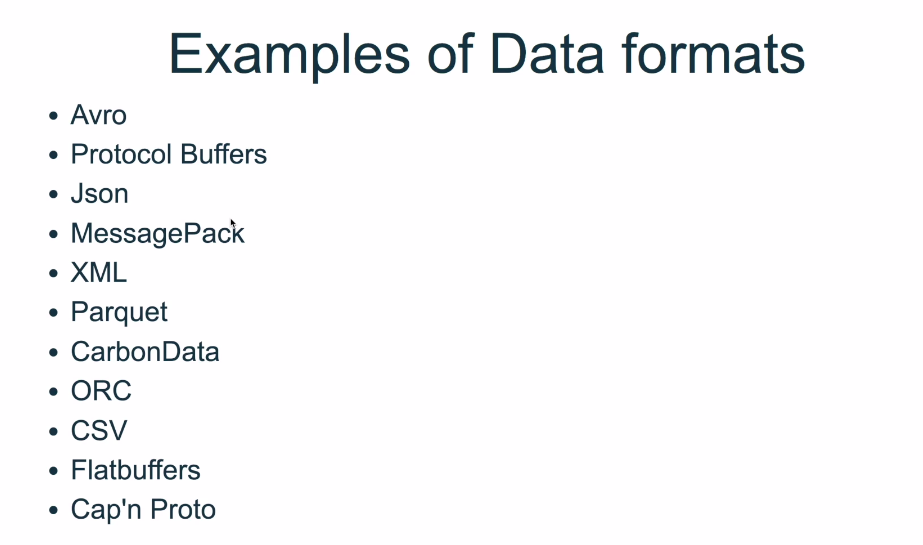 Examples of Data formats
• Avro
• Protocol Buffers
• Json
• MessagePack
• XML
• Parquet
• CarbonData
• ORC
• CSV
• Flatbuffers
• Cap'n Proto